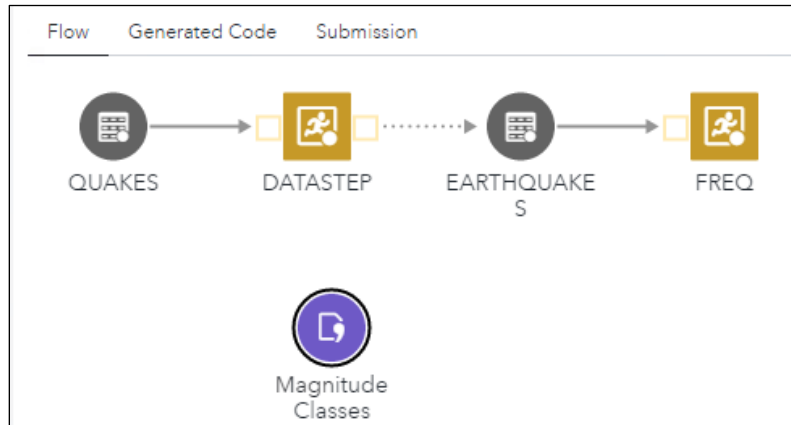 Flow Generated Code Submission
QUAKES DATASTEP EARTHQUAKE FREQ
S
Magnitude
Classes